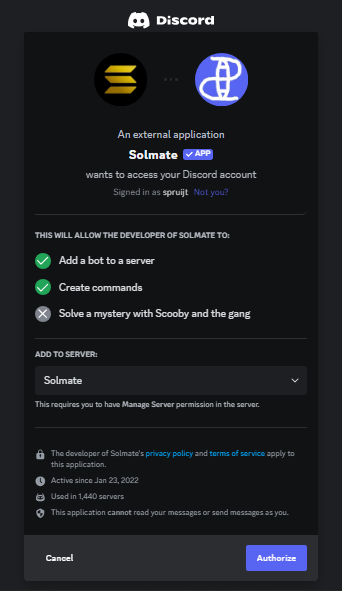 Discord
An external application
Solmate ✓ APP
wants to access your Discord account
Signed in as spruijt Not you?
THIS WILL ALLOW THE DEVELOPER OF SOLMATE TO:
Add a bot to a server
Create commands
Solve a mystery with Scooby and the gang
ADD TO SERVER:
Solmate
This requires you to have Manage Server permission in the server.
The developer of Solmate's privacy policy and terms of service apply to
this application.
Active since Jan 23, 2022
Used in 1,440 servers
This application cannot read your messages or send messages as you.
Cancel
Authorize